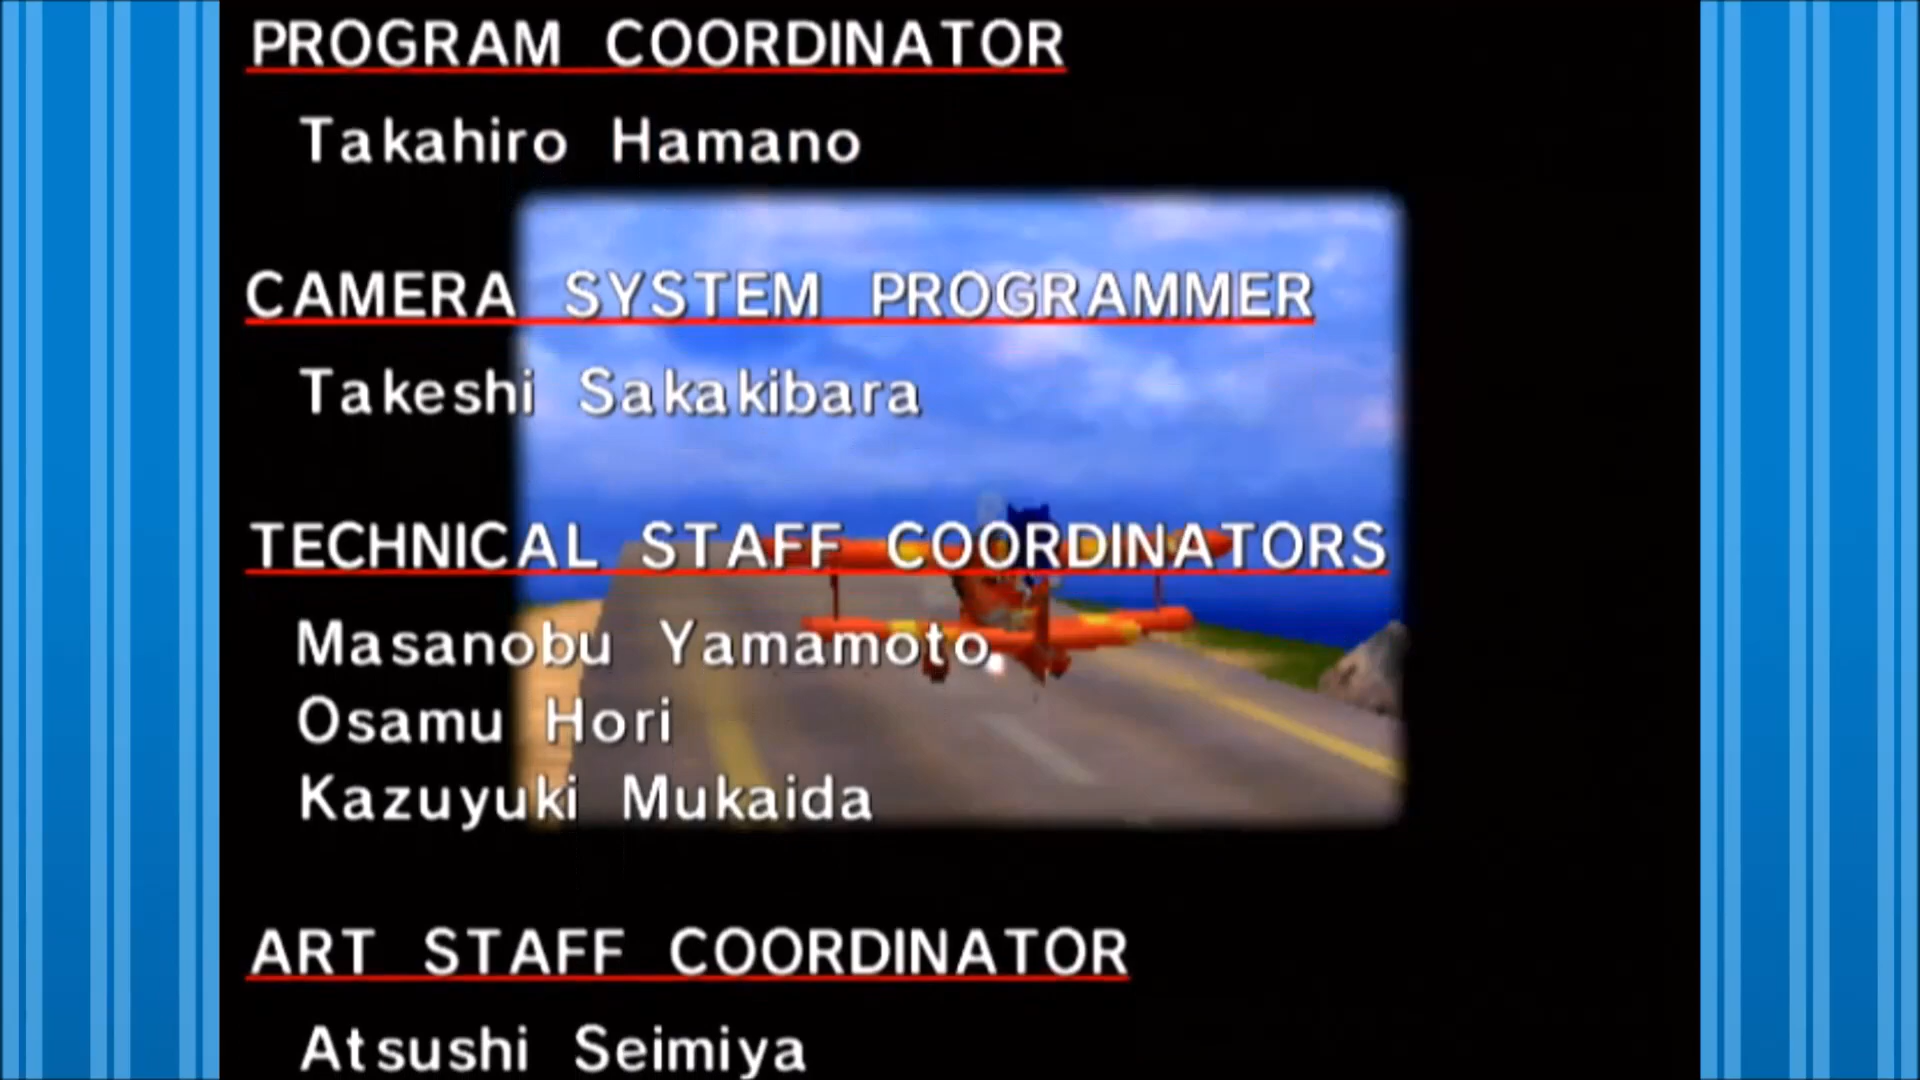 PROGRAM COORDINATOR
Takahiro Hamano
CAMERA SYSTEM PROGRAMMER
Takeshi Sakakibara
TECHNICAL STAFF COORDINATORS
Masanobu Yamamoto
Osamu Hori
Kazuyuki Mukaida
ART STAFF COORDINATOR
Atsushi Seimiya